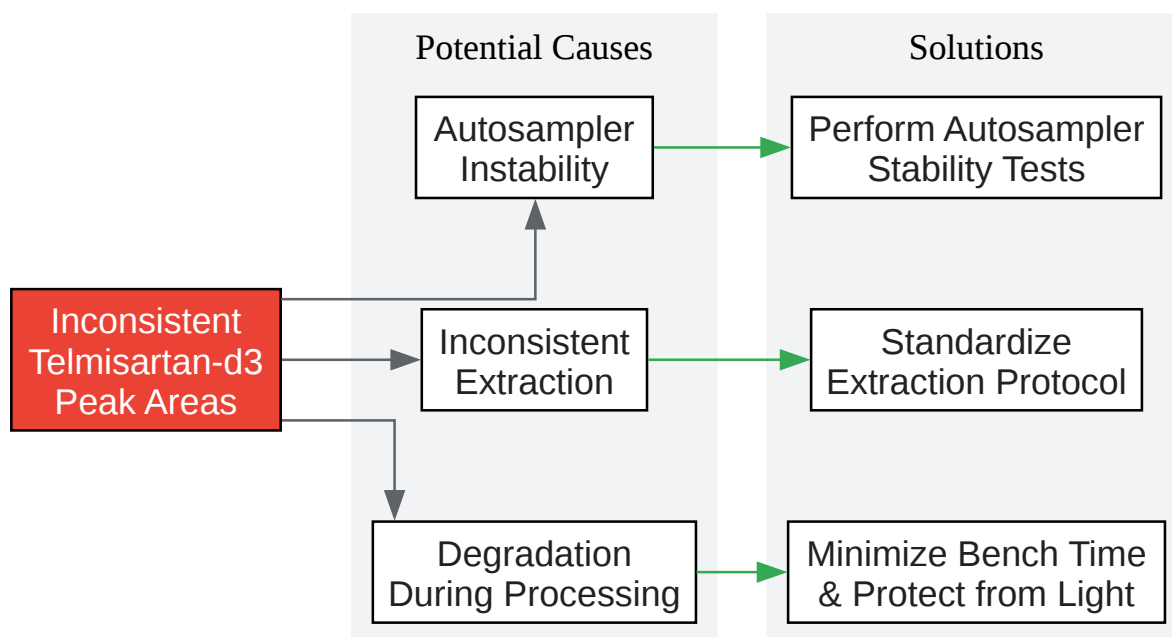 Potential Causes
Solutions
Autosampler
Instability
Perform Autosampler
Stability Tests
Inconsistent
Telmisartan-d3
Peak Areas
Inconsistent
Extraction
Standardize
Extraction Protocol
Degradation
During Processing
Minimize Bench Time
& Protect from Light